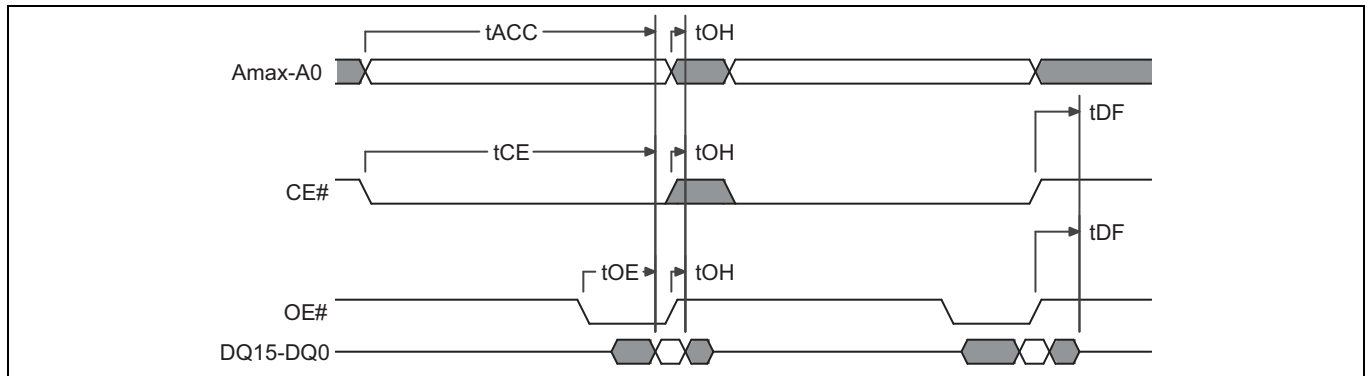 tACC tOH
Amax-A0
tDF
tCE tOH
CE#
tDF
tOE tOH
OE#
DQ15-DQ0